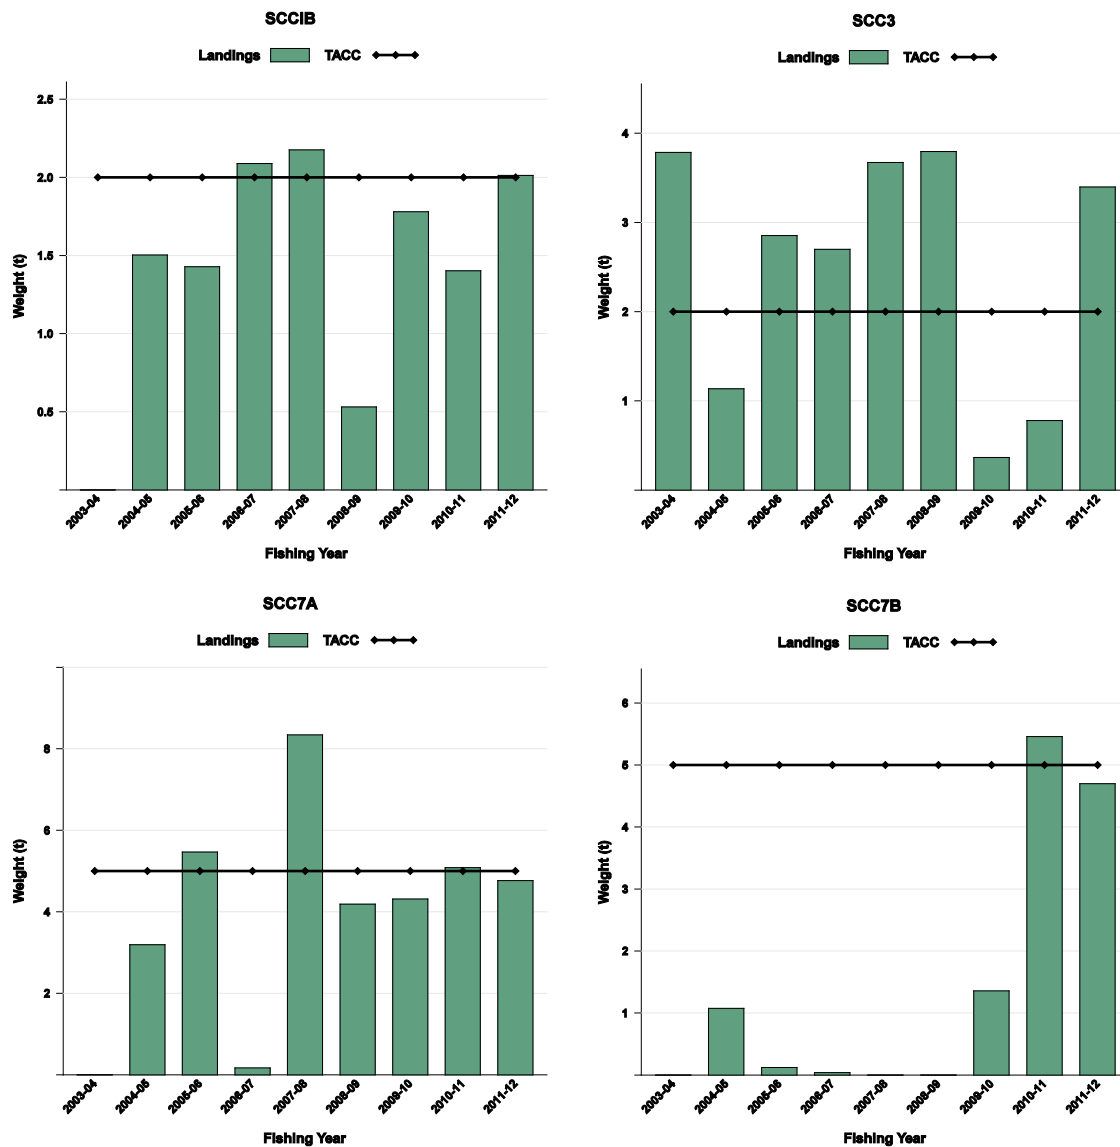 SCCIB
Landings TACC
2.5
2.0
1.5
1.0
0.5
Weight (t)
2003-04 2004-05 2005-06 2006-07 2007-08 2008-09 2009-10 2010-11 2011-12
Fishing Year
SCC3
Landings TACC
4
3
2
1
Weight (t)
2003-04 2004-05 2005-06 2006-07 2007-08 2008-09 2009-10 2010-11 2011-12
Fishing Year
SCC7A
Landings TACC
8
6
4
2
Weight (t)
2003-04 2004-05 2005-06 2006-07 2007-08 2008-09 2009-10 2010-11 2011-12
Fishing Year
SCC7B
Landings TACC
6
5
4
3
2
1
Weight (t)
2003-04 2004-05 2005-06 2006-07 2007-08 2008-09 2009-10 2010-11 2011-12
Fishing Year